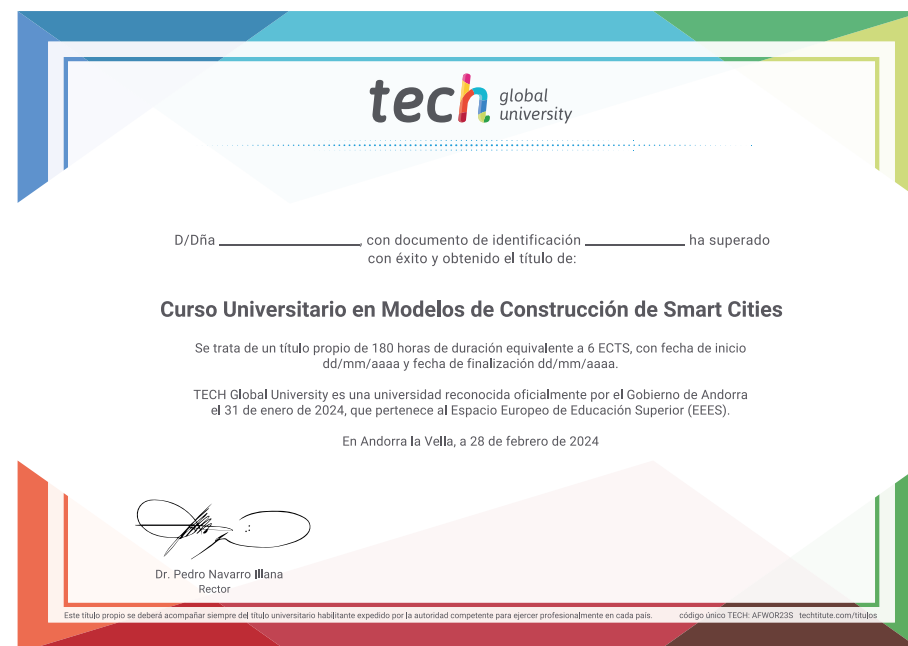 tech global university
D/Dña ____________________, con documento de identificación ______________ ha superado
con éxito y obtenido el título de:
Curso Universitario en Modelos de Construcción de Smart Cities
Se trata de un título propio de 180 horas de duración equivalente a 6 ECTS, con fecha de inicio
dd/mm/aaaa y fecha de finalización dd/mm/aaaa.
TECH Global University es una universidad reconocida oficialmente por el Gobierno de Andorra
el 31 de enero de 2024, que pertenece al Espacio Europeo de Educación Superior (EEES).
En Andorra la Vella, a 28 de febrero de 2024
Dr. Pedro Navarro Illana
Rector
Este título propio se deberá acompañar siempre del título universitario habilitante expedido por la autoridad competente para ejercer profesionalmente en cada país. código único TECH: AFWOR23S techtitute.com/titulos